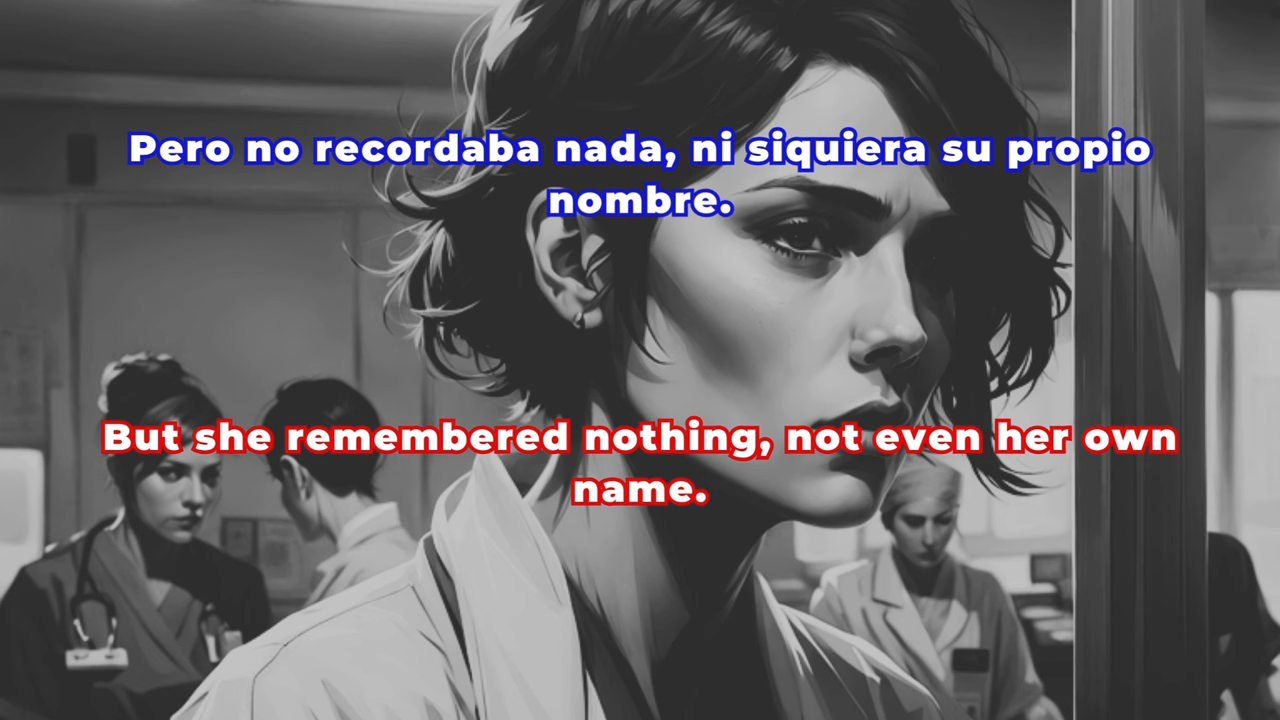 Pero no recordaba nada, ni siquiera su propio
nombre.
But she remembered nothing, not even her own
name.